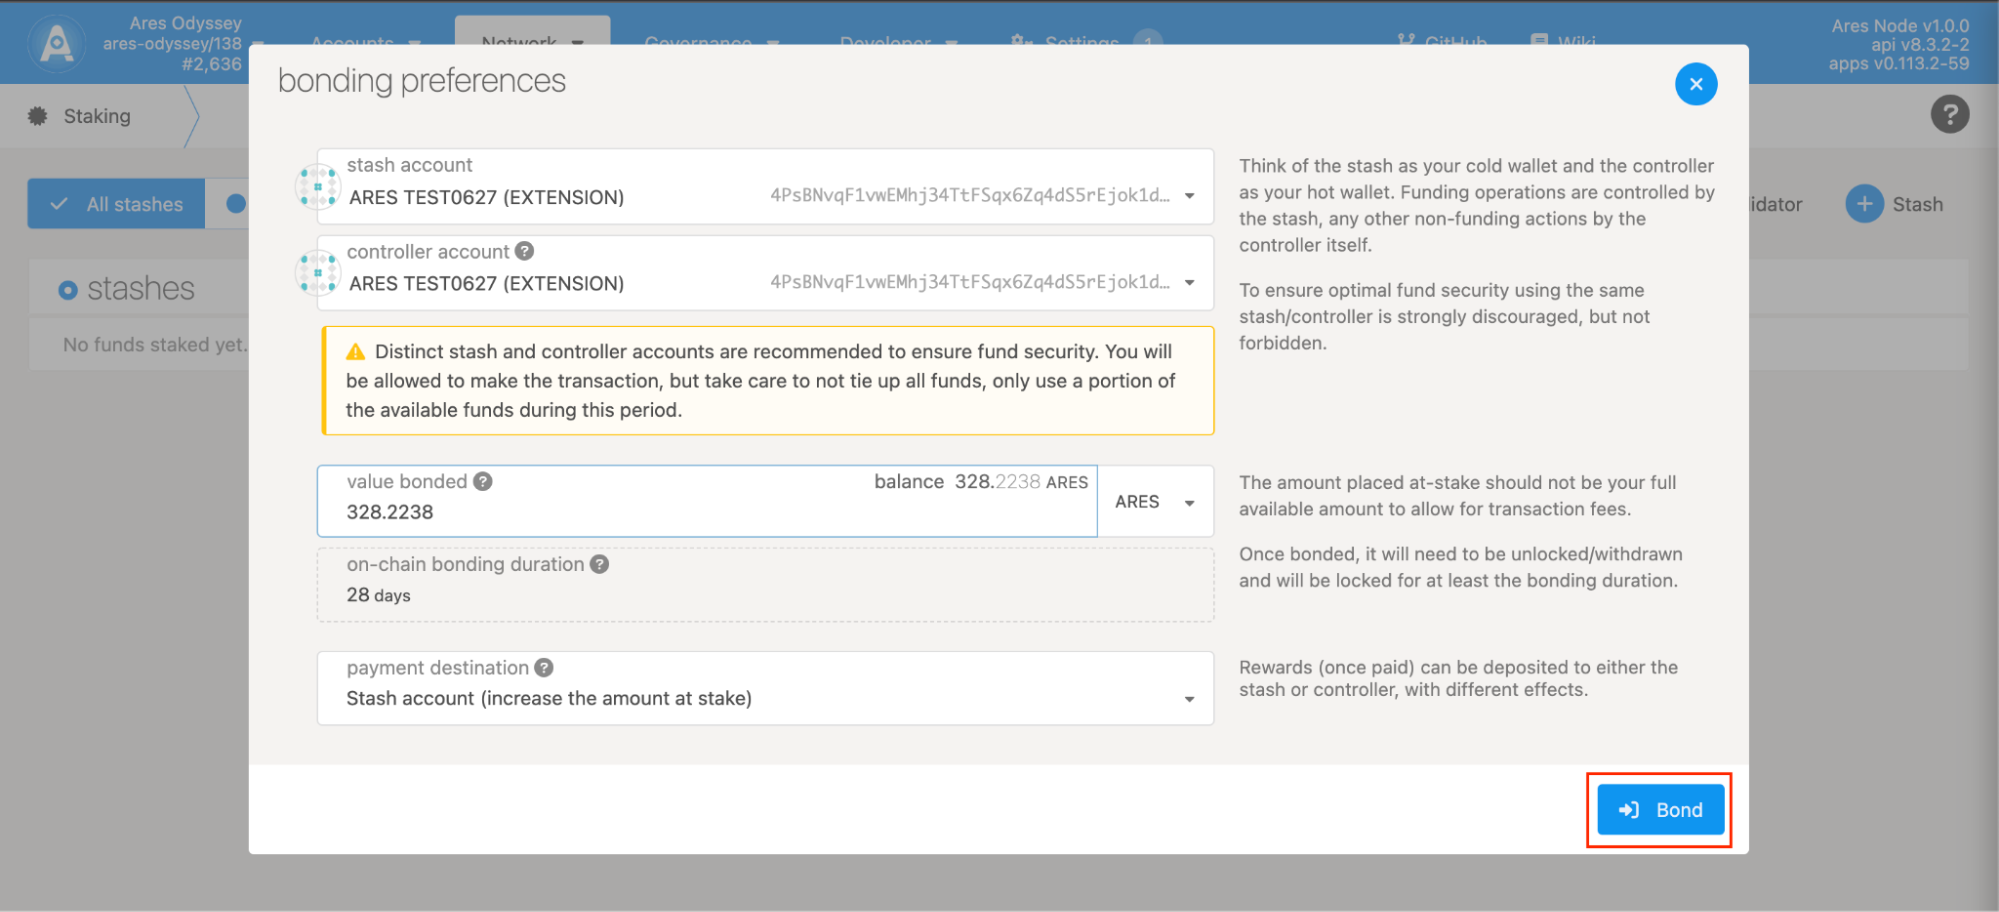 Ares Odyssey
ares-odyssey/138
#2,636
Accounts
Network
Governance
Developer
Settings
1
GitHub
Wiki
Ares Node v1.0.0
api v8.3.2-2
apps v0.113.2-59
Staking
?
All stashes
idator
+ Stash
stashes
No funds staked yet.
bonding preferences
stash account
ARES TEST0627 (EXTENSION) 4PsBNvqF1vwEMhj34TtFSqx6Zq4dS5rEjok1d…
controller account ?
ARES TEST0627 (EXTENSION) 4PsBNvqF1vwEMhj34TtFSqx6Zq4dS5rEjok1d…
Distinct stash and controller accounts are recommended to ensure fund security. You will
be allowed to make the transaction, but take care to not tie up all funds, only use a portion of
the available funds during this period.
Think of the stash as your cold wallet and the controller
as your hot wallet. Funding operations are controlled by
the stash, any other non-funding actions by the
controller itself.
To ensure optimal fund security using the same
stash/controller is strongly discouraged, but not
forbidden.
value bonded ? balance 328.2238 ARES
328.2238
ARES
on-chain bonding duration ?
28 days
The amount placed at-stake should not be your full
available amount to allow for transaction fees.
Once bonded, it will need to be unlocked/withdrawn
and will be locked for at least the bonding duration.
payment destination ?
Stash account (increase the amount at stake)
Rewards (once paid) can be deposited to either the
stash or controller, with different effects.
Bond